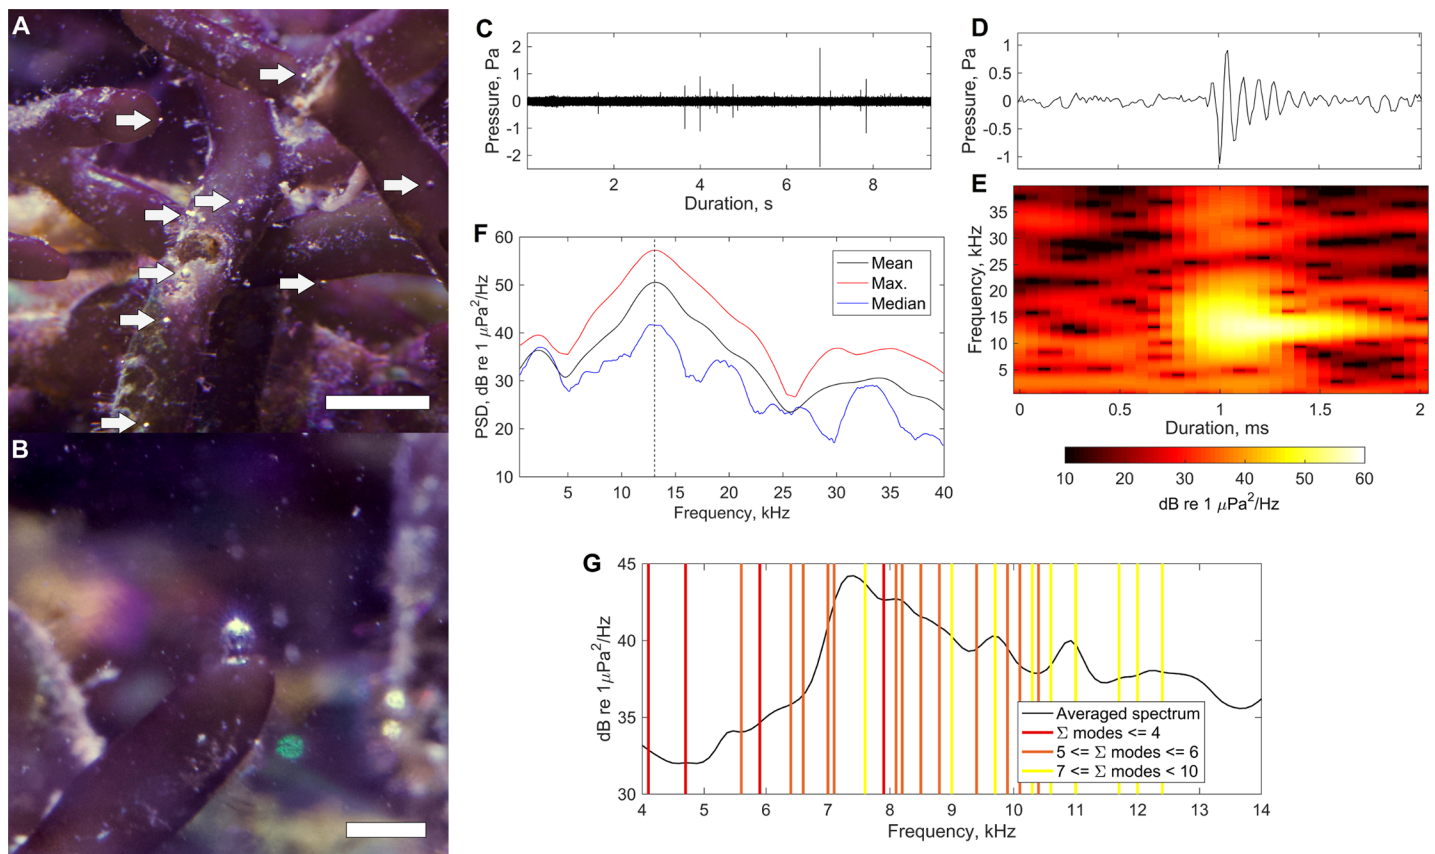 A
B
C
Pressure, Pa
2
1
0
-1
-2
2
4
6
8
Duration, s
D
Pressure, Pa
1
0.5
0
-0.5
-1
E
Frequency, kHz
35
30
25
20
15
10
5
0
0.5
1
1.5
2
Duration, ms
10
20
30
40
50
60
dB re 1 μPa²/Hz
F
PSD, dB re 1 μPa²/Hz
60
50
40
30
20
10
Mean
Max.
Median
5
10
15
20
25
30
35
40
Frequency, kHz
G
dB re 1μPa²/Hz
45
40
35
30
Averaged spectrum
Σ modes <= 4
5 <= Σ modes <= 6
7 <= Σ modes < 10
4
5
6
7
8
9
10
11
12
13
14
Frequency, kHz